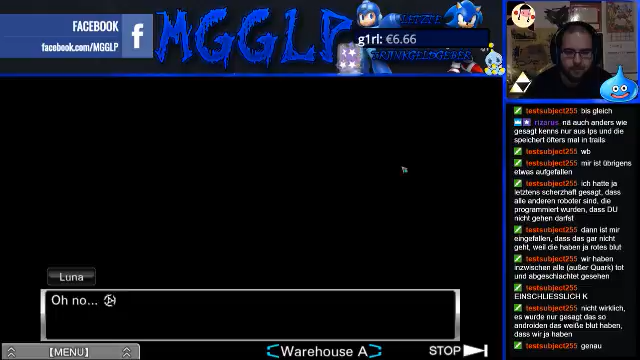 FACEBOOK
facebook.com/MGGLP
MGGLP
LETZTE
g1rl: €6.66
bis gleich
rizarus nä auch anders wie
gesagt kenns nur aus lps und die
speichert öfters mal in trails
testsubject255 wb
testsubject255 mir ist übrigens
etwas aufgefallen
testsubject255 ich hatte ja
letztens scherzhaft gesagt, dass
alle anderen roboter sind, die
programmiert wurden, dass DU nicht
gehen darfst
testsubject255 dann ist mir
eingefallen, dass das gar nicht
geht, weil die haben ja rotes blut
testsubject255 wir haben
inzwischen alle (außer Quark) tot
und abgeschlachtet gesehen
testsubject255
EINSCHLIESSLICH K
testsubject255 nicht wirklich, es
wurde nur gesagt das so
androiden das weiße blut haben,
dass wir ja haben
testsubject255 genau
Luna
Oh no...
[MENU]
Warehouse A
STOP